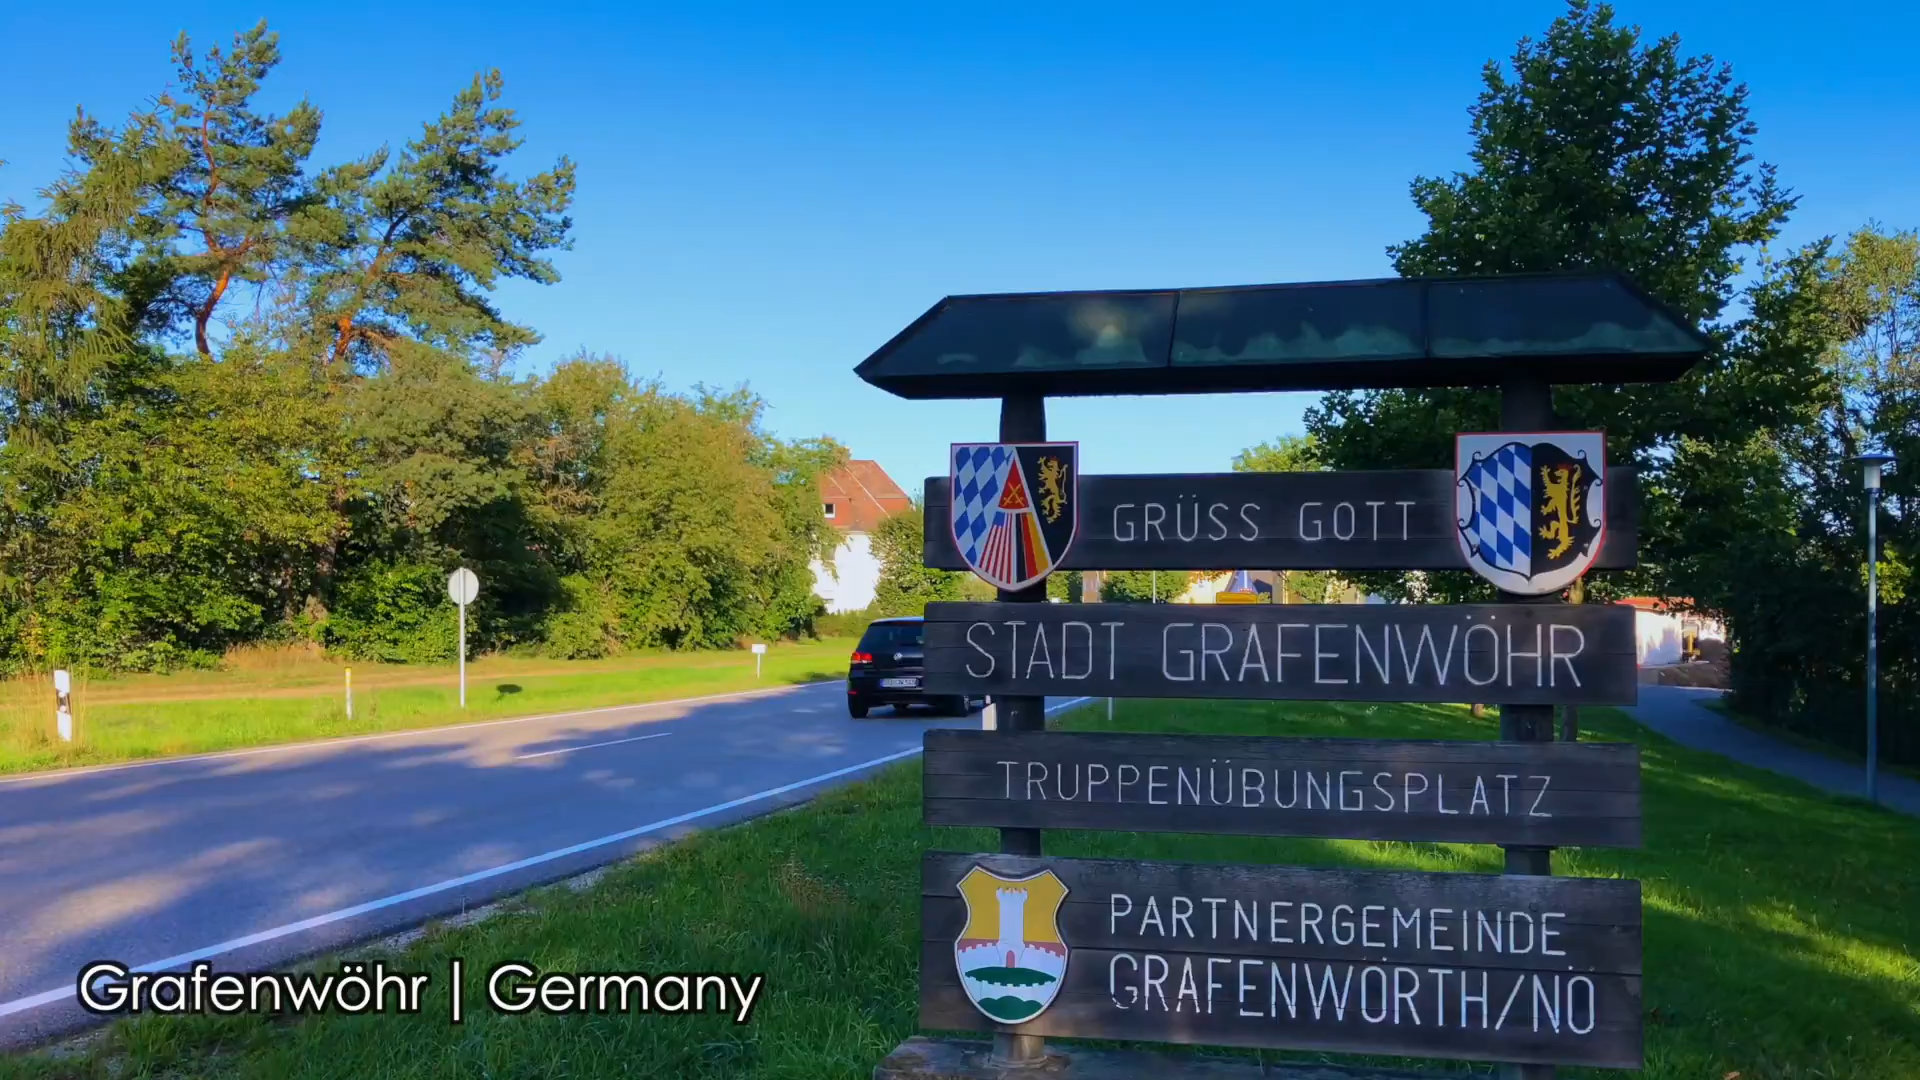 GRÜSS GOTT
STADT GRAFENWÖHR
TRUPPENÜBUNGSPLATZ
PARTNERGEMEINDE
GRAFENWÖRTH/NÖ
Grafenwöhr | Germany